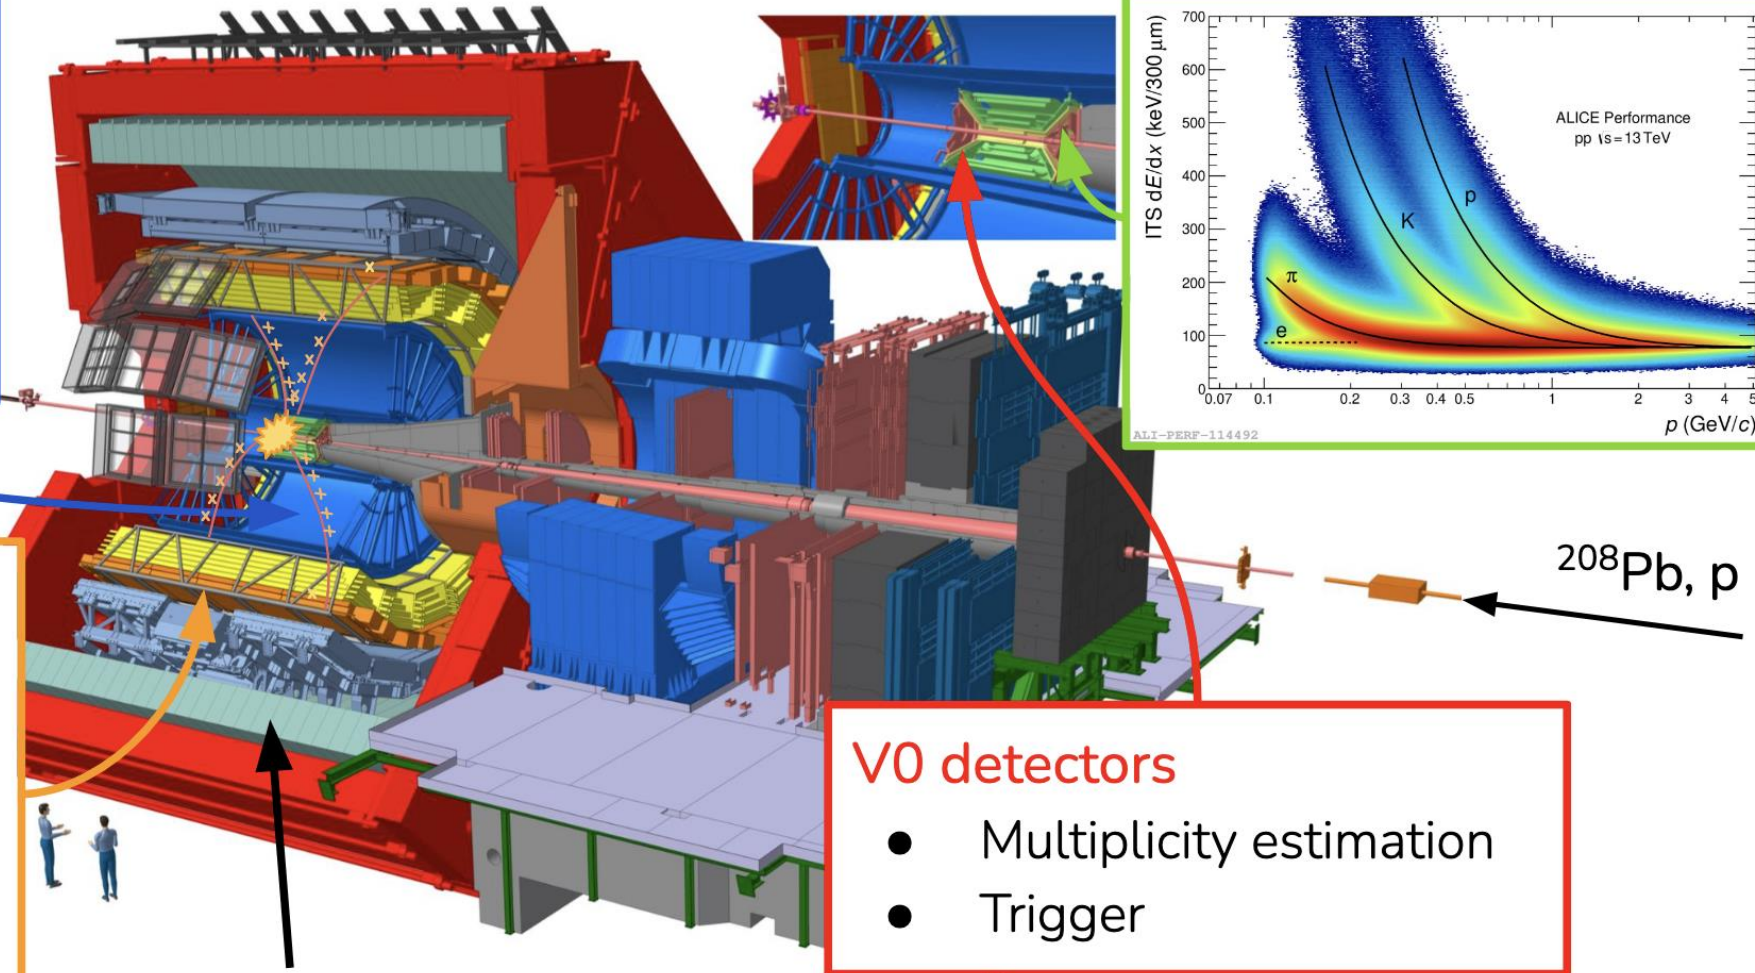 700
600
500
400
300
200
100
0
ITS dE/dx (keV/300 μm)
ALICE Performance
pp √s = 13 TeV
p
K
π
e
0.07 0.1 0.2 0.3 0.4 0.5 1 2 3 4 5
p (GeV/c)
ALI-PERF-114492
²⁰⁸Pb, p
V0 detectors
● Multiplicity estimation
● Trigger